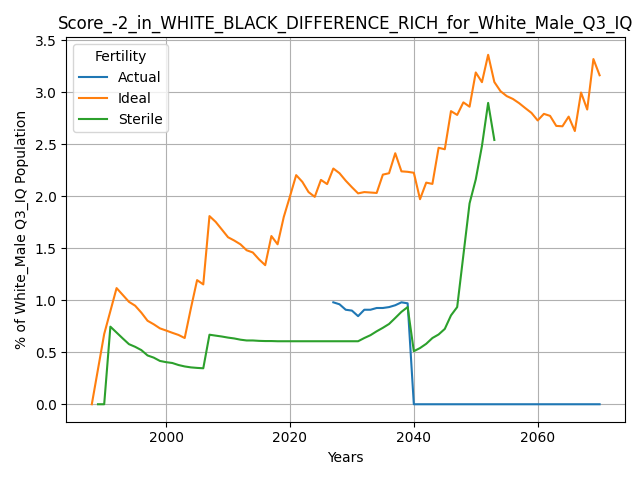 Score_-2_in_WHITE_BLACK_DIFFERENCE_RICH_for_White_Male_Q3_IQ
3.5
3.0
2.5
2.0
1.5
1.0
0.5
0.0
% of White_Male Q3_IQ Population
Fertility
Actual
Ideal
Sterile
2000
2020
2040
2060
Years